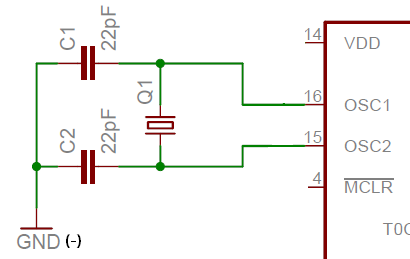 C1
22pF
14
VDD
Q1
16
OSC1
C2
22pF
15
OSC2
4
MCLR
T0C
GND (-)